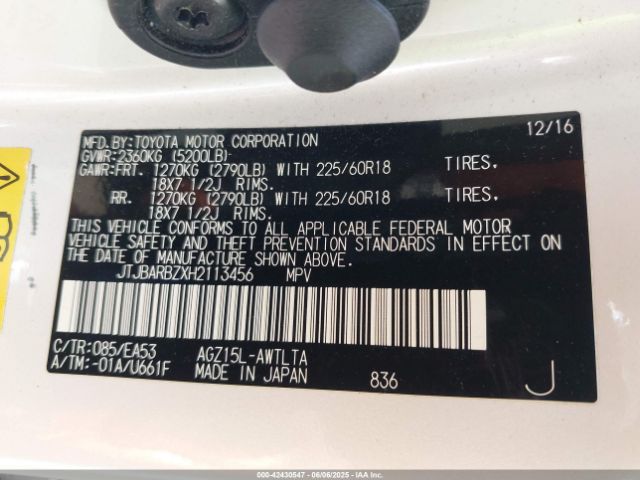 MFD. BY: TOYOTA MOTOR CORPORATION 12/16
GVWR: 2360KG (5200LB)
GAWR: FRT. 1270KG (2790LB) WITH 225/60R18 TIRES.
18X7 1/2J RIMS.
RR. 1270KG (2790LB) WITH 225/60R18 TIRES.
18X7 1/2J RIMS.
THIS VEHICLE CONFORMS TO ALL APPLICABLE FEDERAL MOTOR
VEHICLE SAFETY AND THEFT PREVENTION STANDARDS IN EFFECT ON
THE DATE OF MANUFACTURE SHOWN ABOVE.
JTJBARBZXH2113456 MPV
C/TR: 085/EA53 AGZ15L-AWTLTA
A/TM: -01A/U661F MADE IN JAPAN 836 J
000-42430547 - 06/06/2025 - IAAI.COM